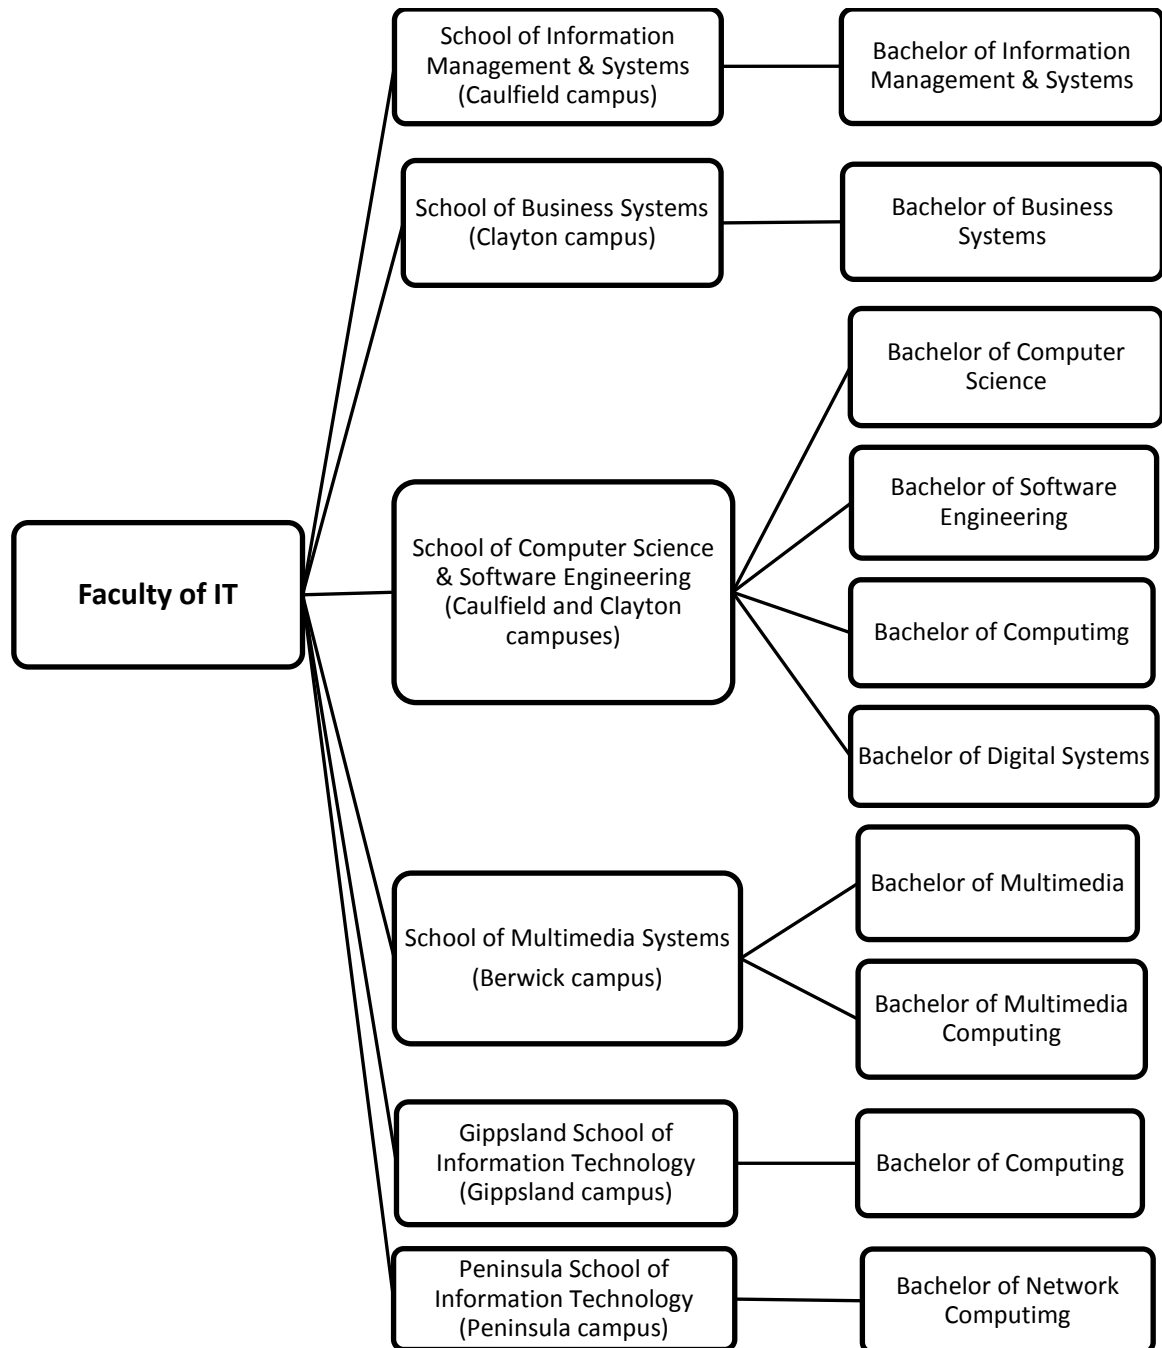 School of Information
Management & Systems
(Caulfield campus)
Bachelor of Information
Management & Systems
School of Business Systems
(Clayton campus)
Bachelor of Business
Systems
Bachelor of Computer
Science
Bachelor of Software
Engineering
Faculty of IT
School of Computer Science
& Software Engineering
(Caulfield and Clayton
campuses)
Bachelor of Computimg
Bachelor of Digital Systems
School of Multimedia Systems
(Berwick campus)
Bachelor of Multimedia
Bachelor of Multimedia
Computing
Gippsland School of
Information Technology
(Gippsland campus)
Bachelor of Computing
Peninsula School of
Information Technology
(Peninsula campus)
Bachelor of Network
Computimg